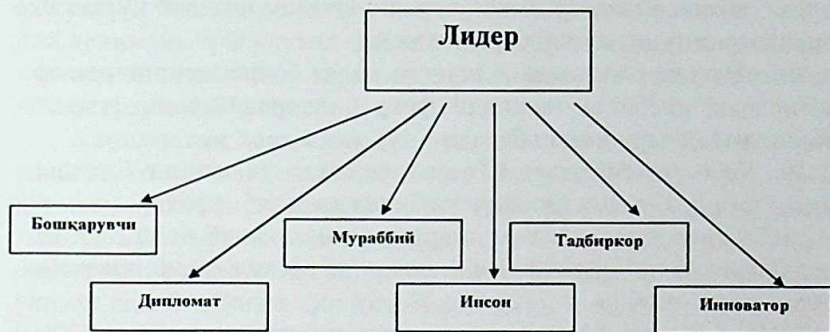 Лидер
Бошқарувчи
Мураббий
Тадбиркор
Дипломат
Инсон
Инноватор